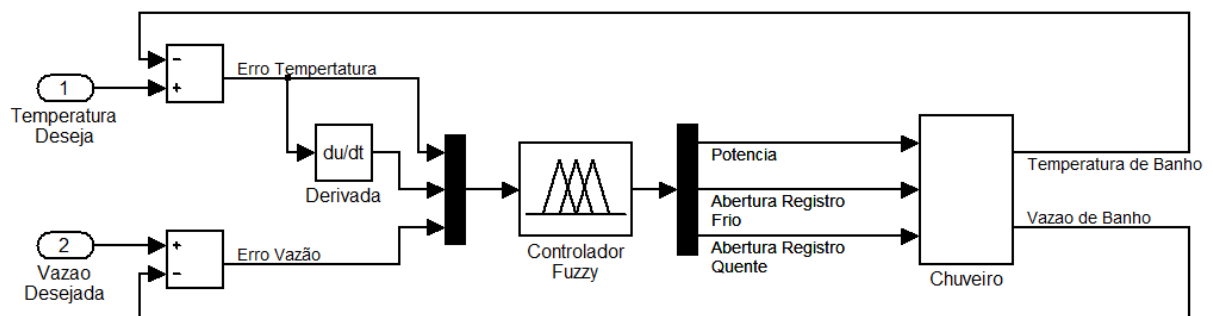 −
+
Erro Tempertatura
1
Temperatura
Deseja
du/dt
Derivada
Potencia
Temperatura de Banho
Abertura Registro
Frio
Vazao de Banho
2
Vazao
Desejada
+
−
Erro Vazão
Controlador
Fuzzy
Abertura Registro
Quente
Chuveiro